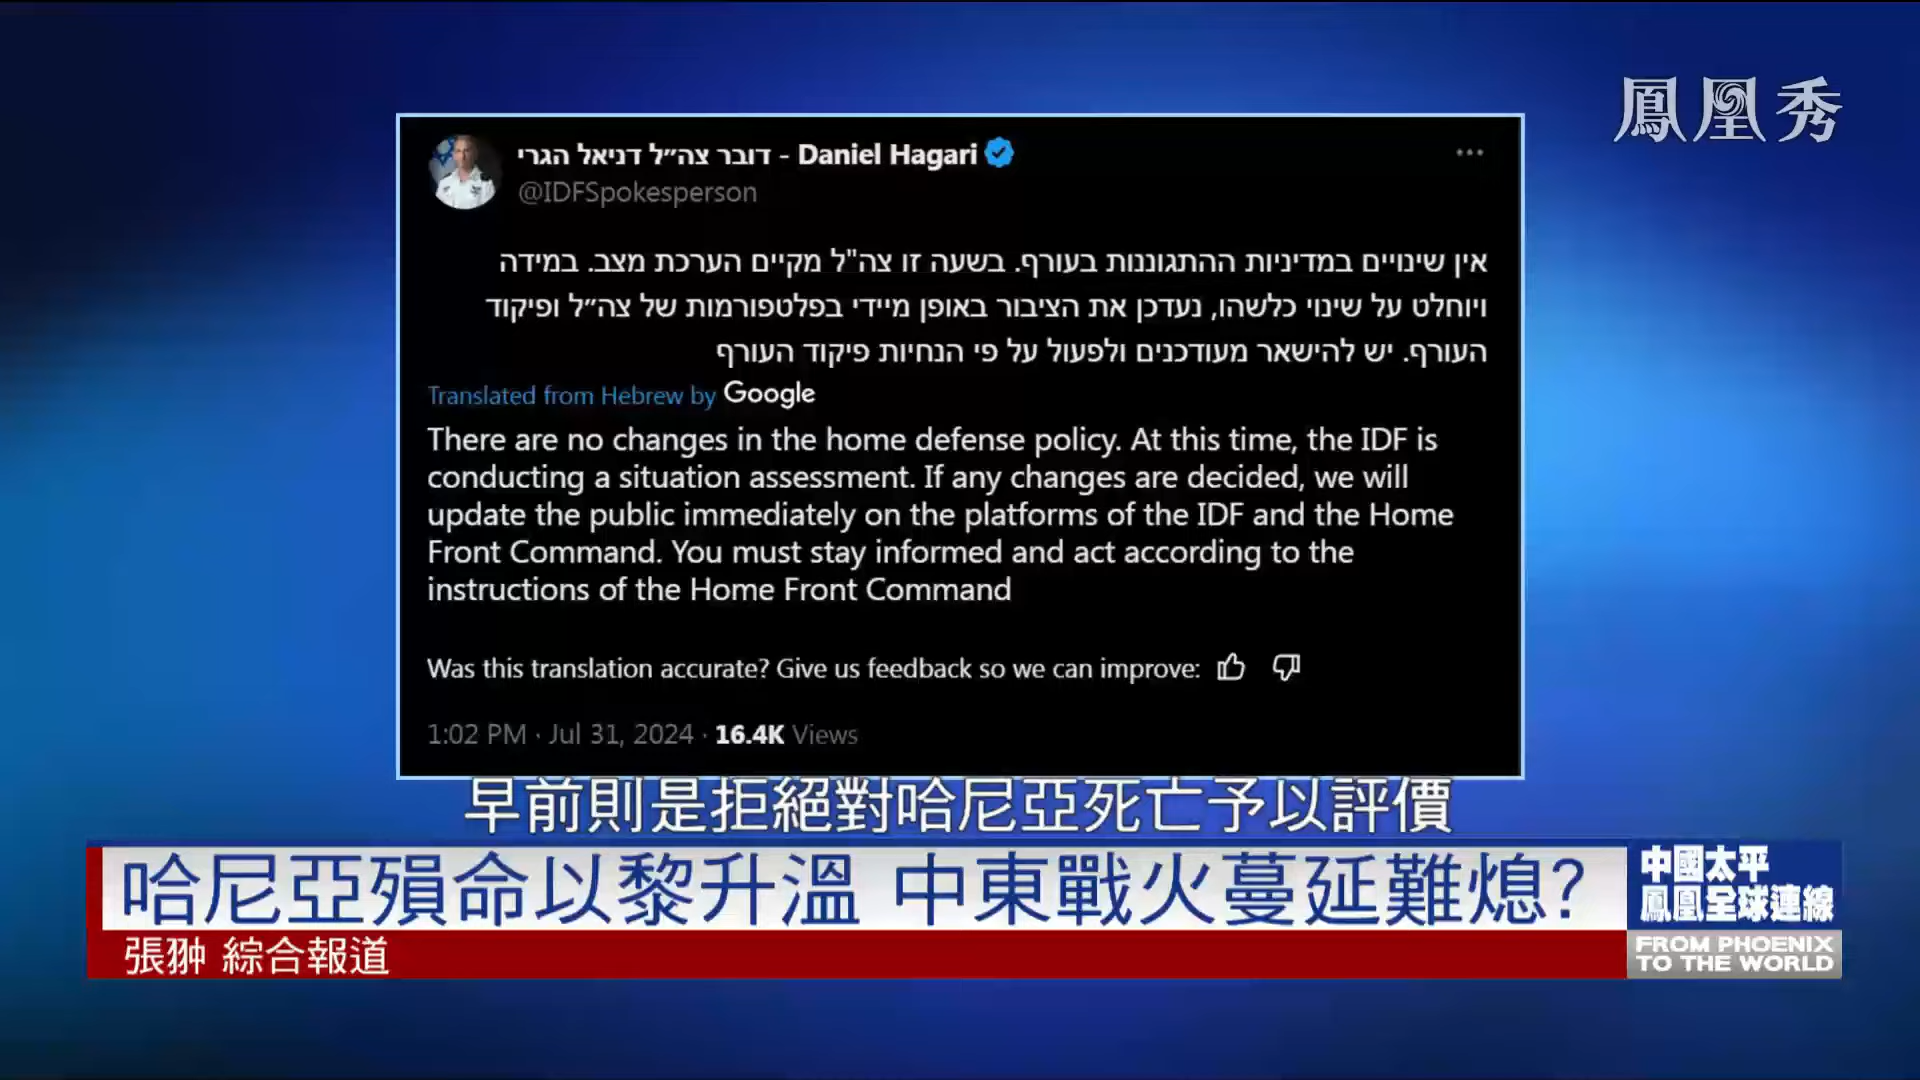 鳳凰秀
דובר צה״ל דניאל הגרי - Daniel Hagari
@IDFSpokesperson
אין שינויים במדיניות ההתגוננות בעורף. בשעה זו צה"ל מקיים הערכת מצב. במידה
ויוחלט על שינוי כלשהו, נעדכן את הציבור באופן מיידי בפלטפורמות של צה״ל ופיקוד
העורף. יש להישאר מעודכנים ולפעול על פי הנחיות פיקוד העורף
Translated from Hebrew by Google
There are no changes in the home defense policy. At this time, the IDF is
conducting a situation assessment. If any changes are decided, we will
update the public immediately on the platforms of the IDF and the Home
Front Command. You must stay informed and act according to the
instructions of the Home Front Command
Was this translation accurate? Give us feedback so we can improve:
1:02 PM · Jul 31, 2024 · 16.4K Views
早前則是拒絕對哈尼亞死亡予以評價
哈尼亞殞命以黎升溫 中東戰火蔓延難熄?
張翀 綜合報道
中國太平
鳳凰全球連線
FROM PHOENIX
TO THE WORLD